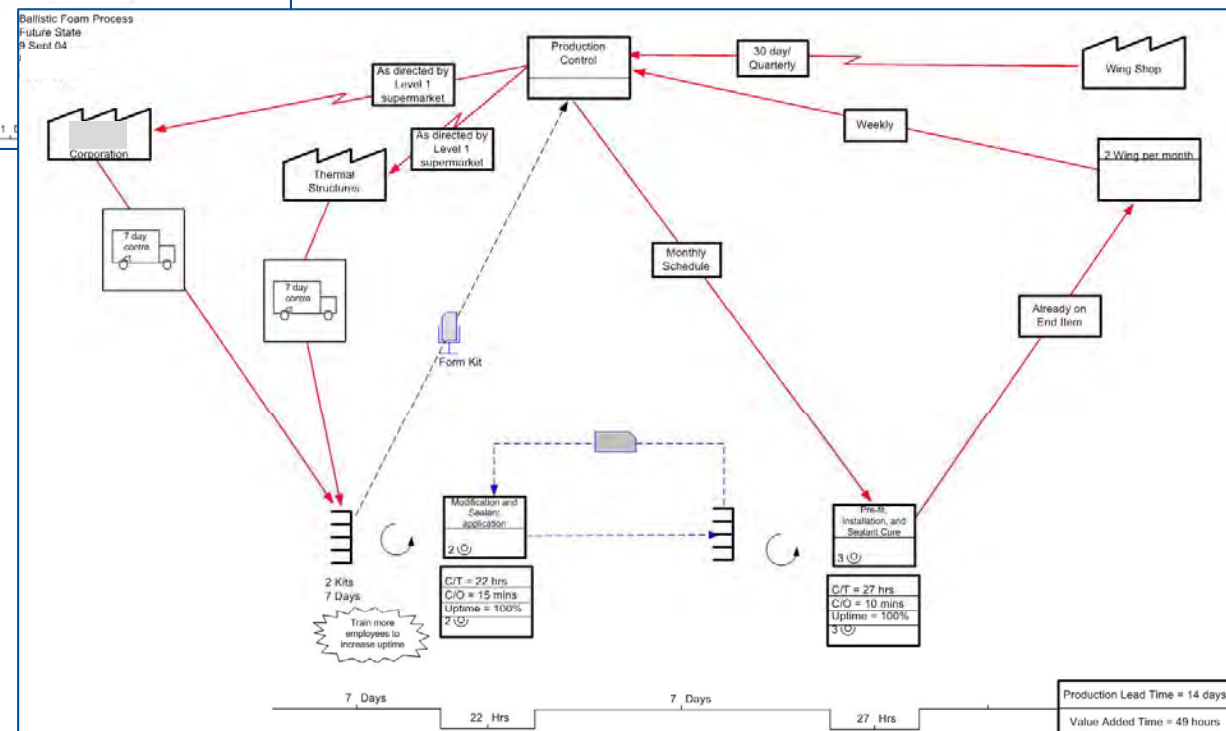 Ballistic Foam Process
Future State
9 Sept 04
Production
Control
30 day/
Quarterly
Wing Shop
As directed by
Level 1
supermarket
As directed by
Level 1
supermarket
Weekly
Corporation
Thermal
Structures
2 Wing per month
7 day
contra
ct
7 day
contra
ct
Monthly
Schedule
Already on
End Item
Form Kit
Modification and
Sealant
application
2
Pre-fit,
Installation, and
Sealant Cure
3
2 Kits
7 Days
C/T = 22 hrs
C/O = 15 mins
Uptime = 100%
2
C/T = 27 hrs
C/O = 10 mins
Uptime = 100%
3
Train more
employees to
increase uptime
7 Days
22 Hrs
7 Days
27 Hrs
Production Lead Time = 14 days
Value Added Time = 49 hours